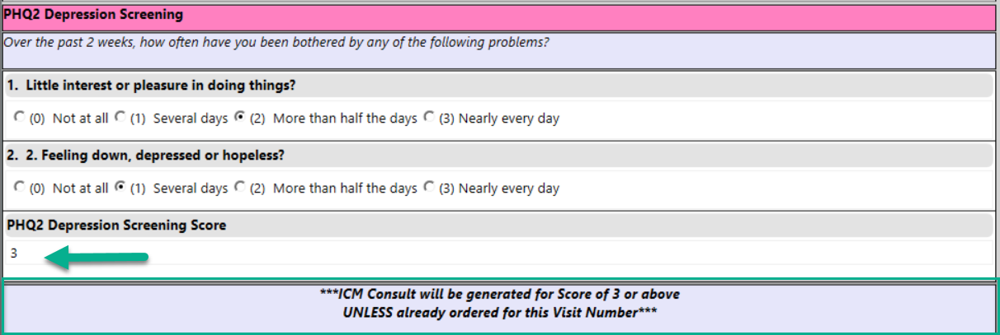 PHQ2 Depression Screening
Over the past 2 weeks, how often have you been bothered by any of the following problems?
1. Little interest or pleasure in doing things?
(0) Not at all (1) Several days (2) More than half the days (3) Nearly every day
2. 2. Feeling down, depressed or hopeless?
(0) Not at all (1) Several days (2) More than half the days (3) Nearly every day
PHQ2 Depression Screening Score
3
***ICM Consult will be generated for Score of 3 or above
UNLESS already ordered for this Visit Number***